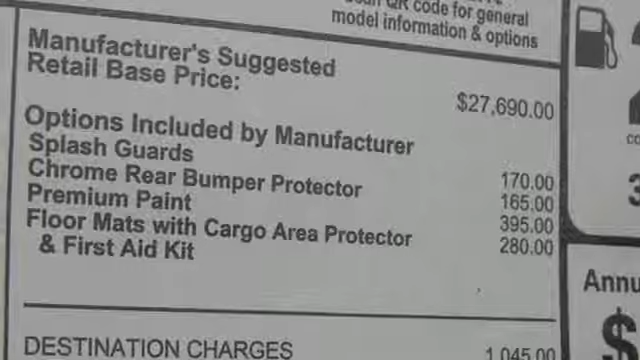 QR code for general
model information & options
Manufacturer's Suggested
Retail Base Price:
$27,690.00
Options Included by Manufacturer
Splash Guards 170.00
Chrome Rear Bumper Protector 165.00
Premium Paint 395.00
Floor Mats with Cargo Area Protector 280.00
& First Aid Kit
DESTINATION CHARGES 1,045.00
Annu
$